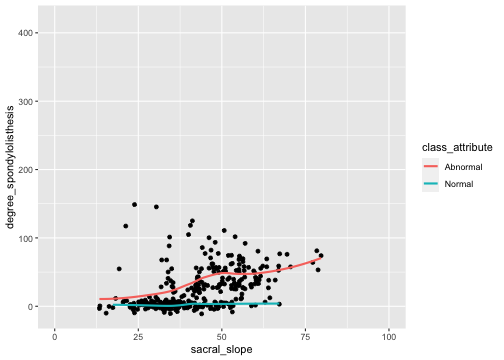 400
300
200
100
0
degree_spondylolisthesis
0 25 50 75 100
sacral_slope
class_attribute
Abnormal
Normal